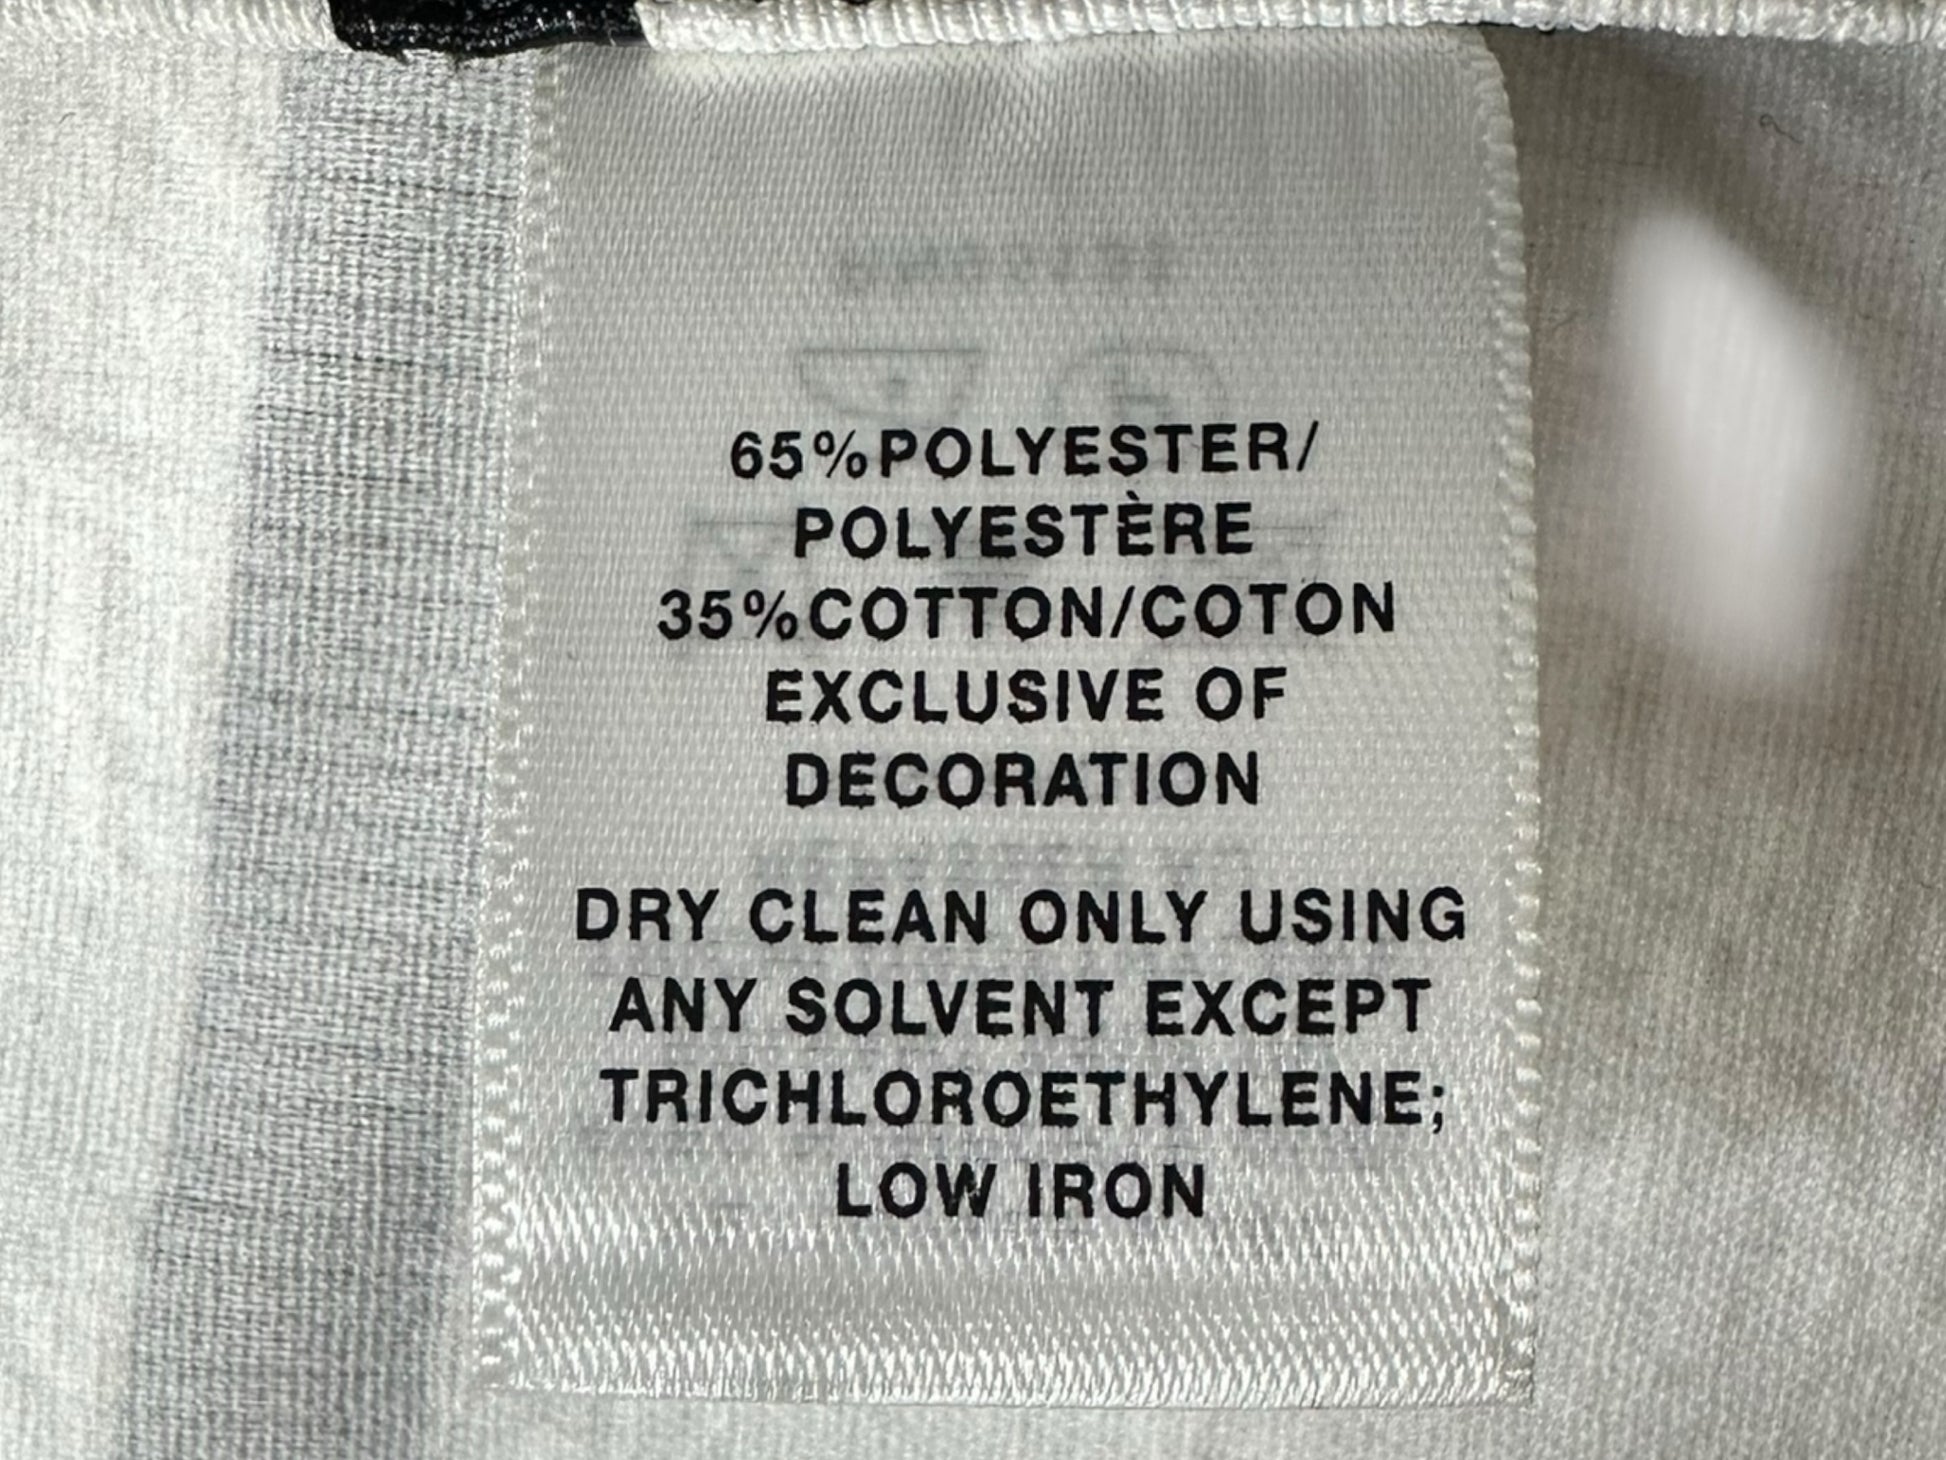 65%POLYESTER/
POLYESTÈRE
35%COTTON/COTON
EXCLUSIVE OF
DECORATION
DRY CLEAN ONLY USING
ANY SOLVENT EXCEPT
TRICHLOROETHYLENE;
LOW IRON